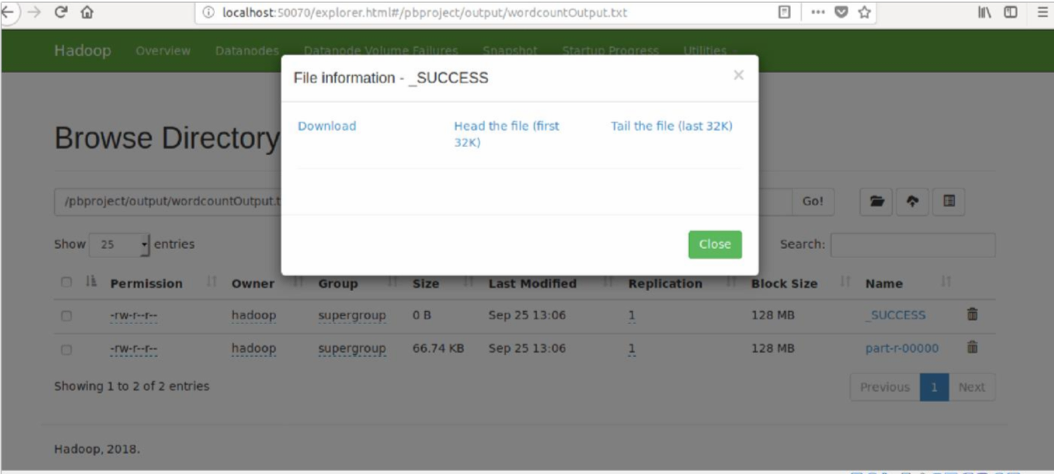 localhost:50070/explorer.html#/pbproject/output/wordcountOutput.txt
Hadoop Overview Datanodes Datanode Volume Failures Snapshot Startup Progress Utilities
File information - _SUCCESS ×
Download Head the file (first 32K) Tail the file (last 32K)
Browse Directory
/pbproject/output/wordcountOutput.t Go!
Close
Show 25 entries Search:
Permission Owner Group Size Last Modified Replication Block Size Name
-rw-r--r-- hadoop supergroup 0 B Sep 25 13:06 1 128 MB _SUCCESS
-rw-r--r-- hadoop supergroup 66.74 KB Sep 25 13:06 1 128 MB part-r-00000
Showing 1 to 2 of 2 entries Previous 1 Next
Hadoop, 2018.